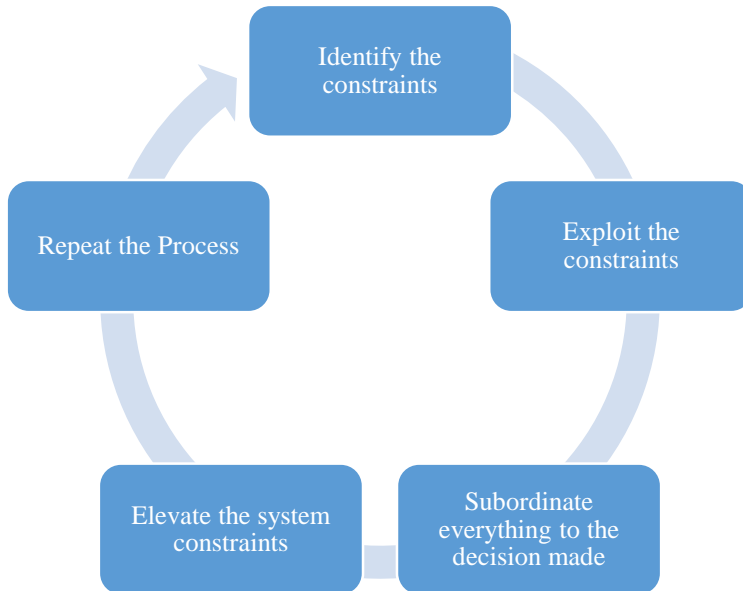 Identify the
constraints
Exploit the
constraints
Subordinate
everything to the
decision made
Elevate the system
constraints
Repeat the Process